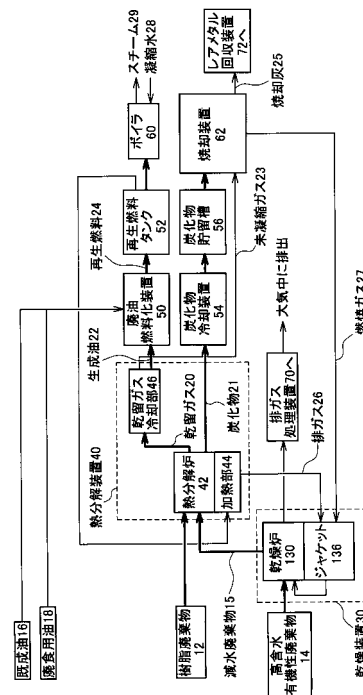 既成油16
廃食用油18
熱分解装置40
生成油22
再生燃料24
廃油
燃料化装置
50
再生燃料
タンク
52
ボイラ
60
スチーム29
凝縮水28
乾留ガス
冷却部46
乾留ガス20
炭化物21
炭化物
冷却装置
54
炭化物
貯留槽
56
焼却装置
62
レアメタル
回収装置
72へ
焼却灰25
未凝縮ガス23
樹脂廃棄物
12
熱分解炉
42
加熱部44
減水廃棄物15
高含水
有機性廃棄物
14
乾燥炉
130
ジャケット
136
乾燥装置30
排ガス
処理装置70へ
大気中に排出
排ガス26
燃焼ガス27